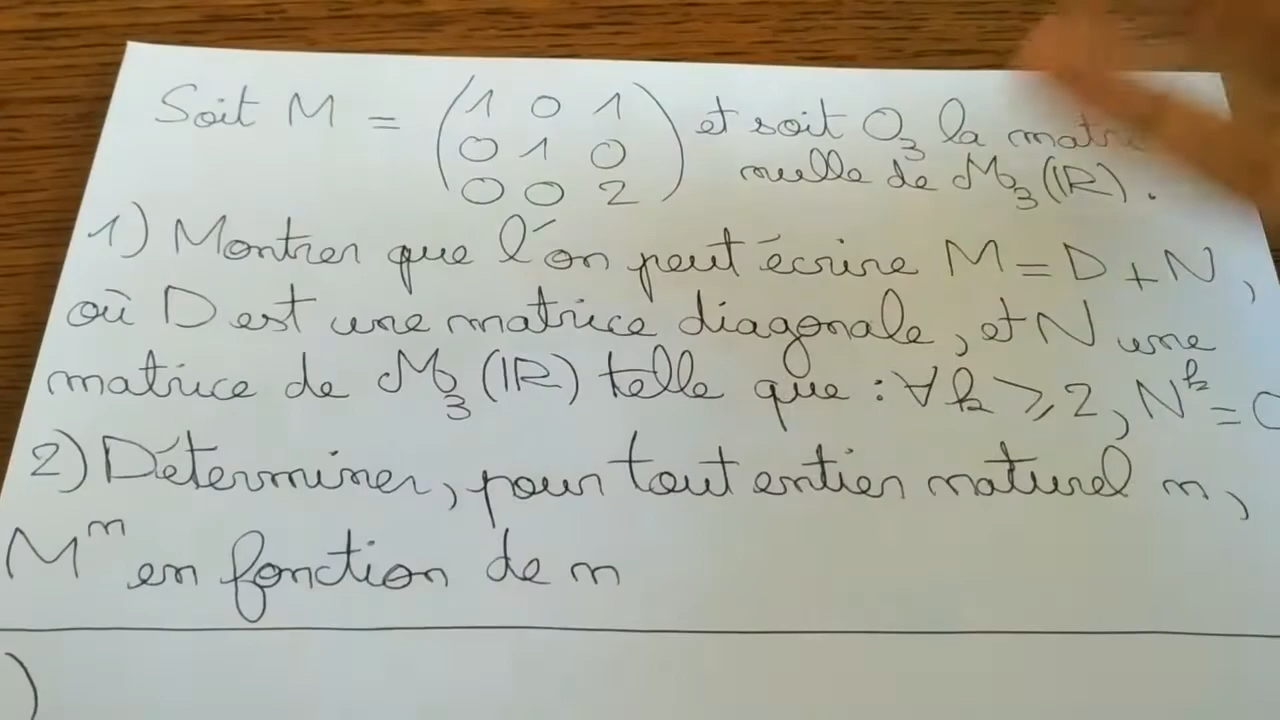 Soit M = (1 0 1) et soit O3 la
0 1 0 nulle de M3(IR).
0 0 2
1) Montrer que l'on peut écrire M = D + N,
où D est une matrice diagonale, et N une
matrice de M3(IR) telle que : ∀k ⩾ 2, N^k =
2) Déterminer, pour tout entier naturel n,
M^n en fonction de n
)